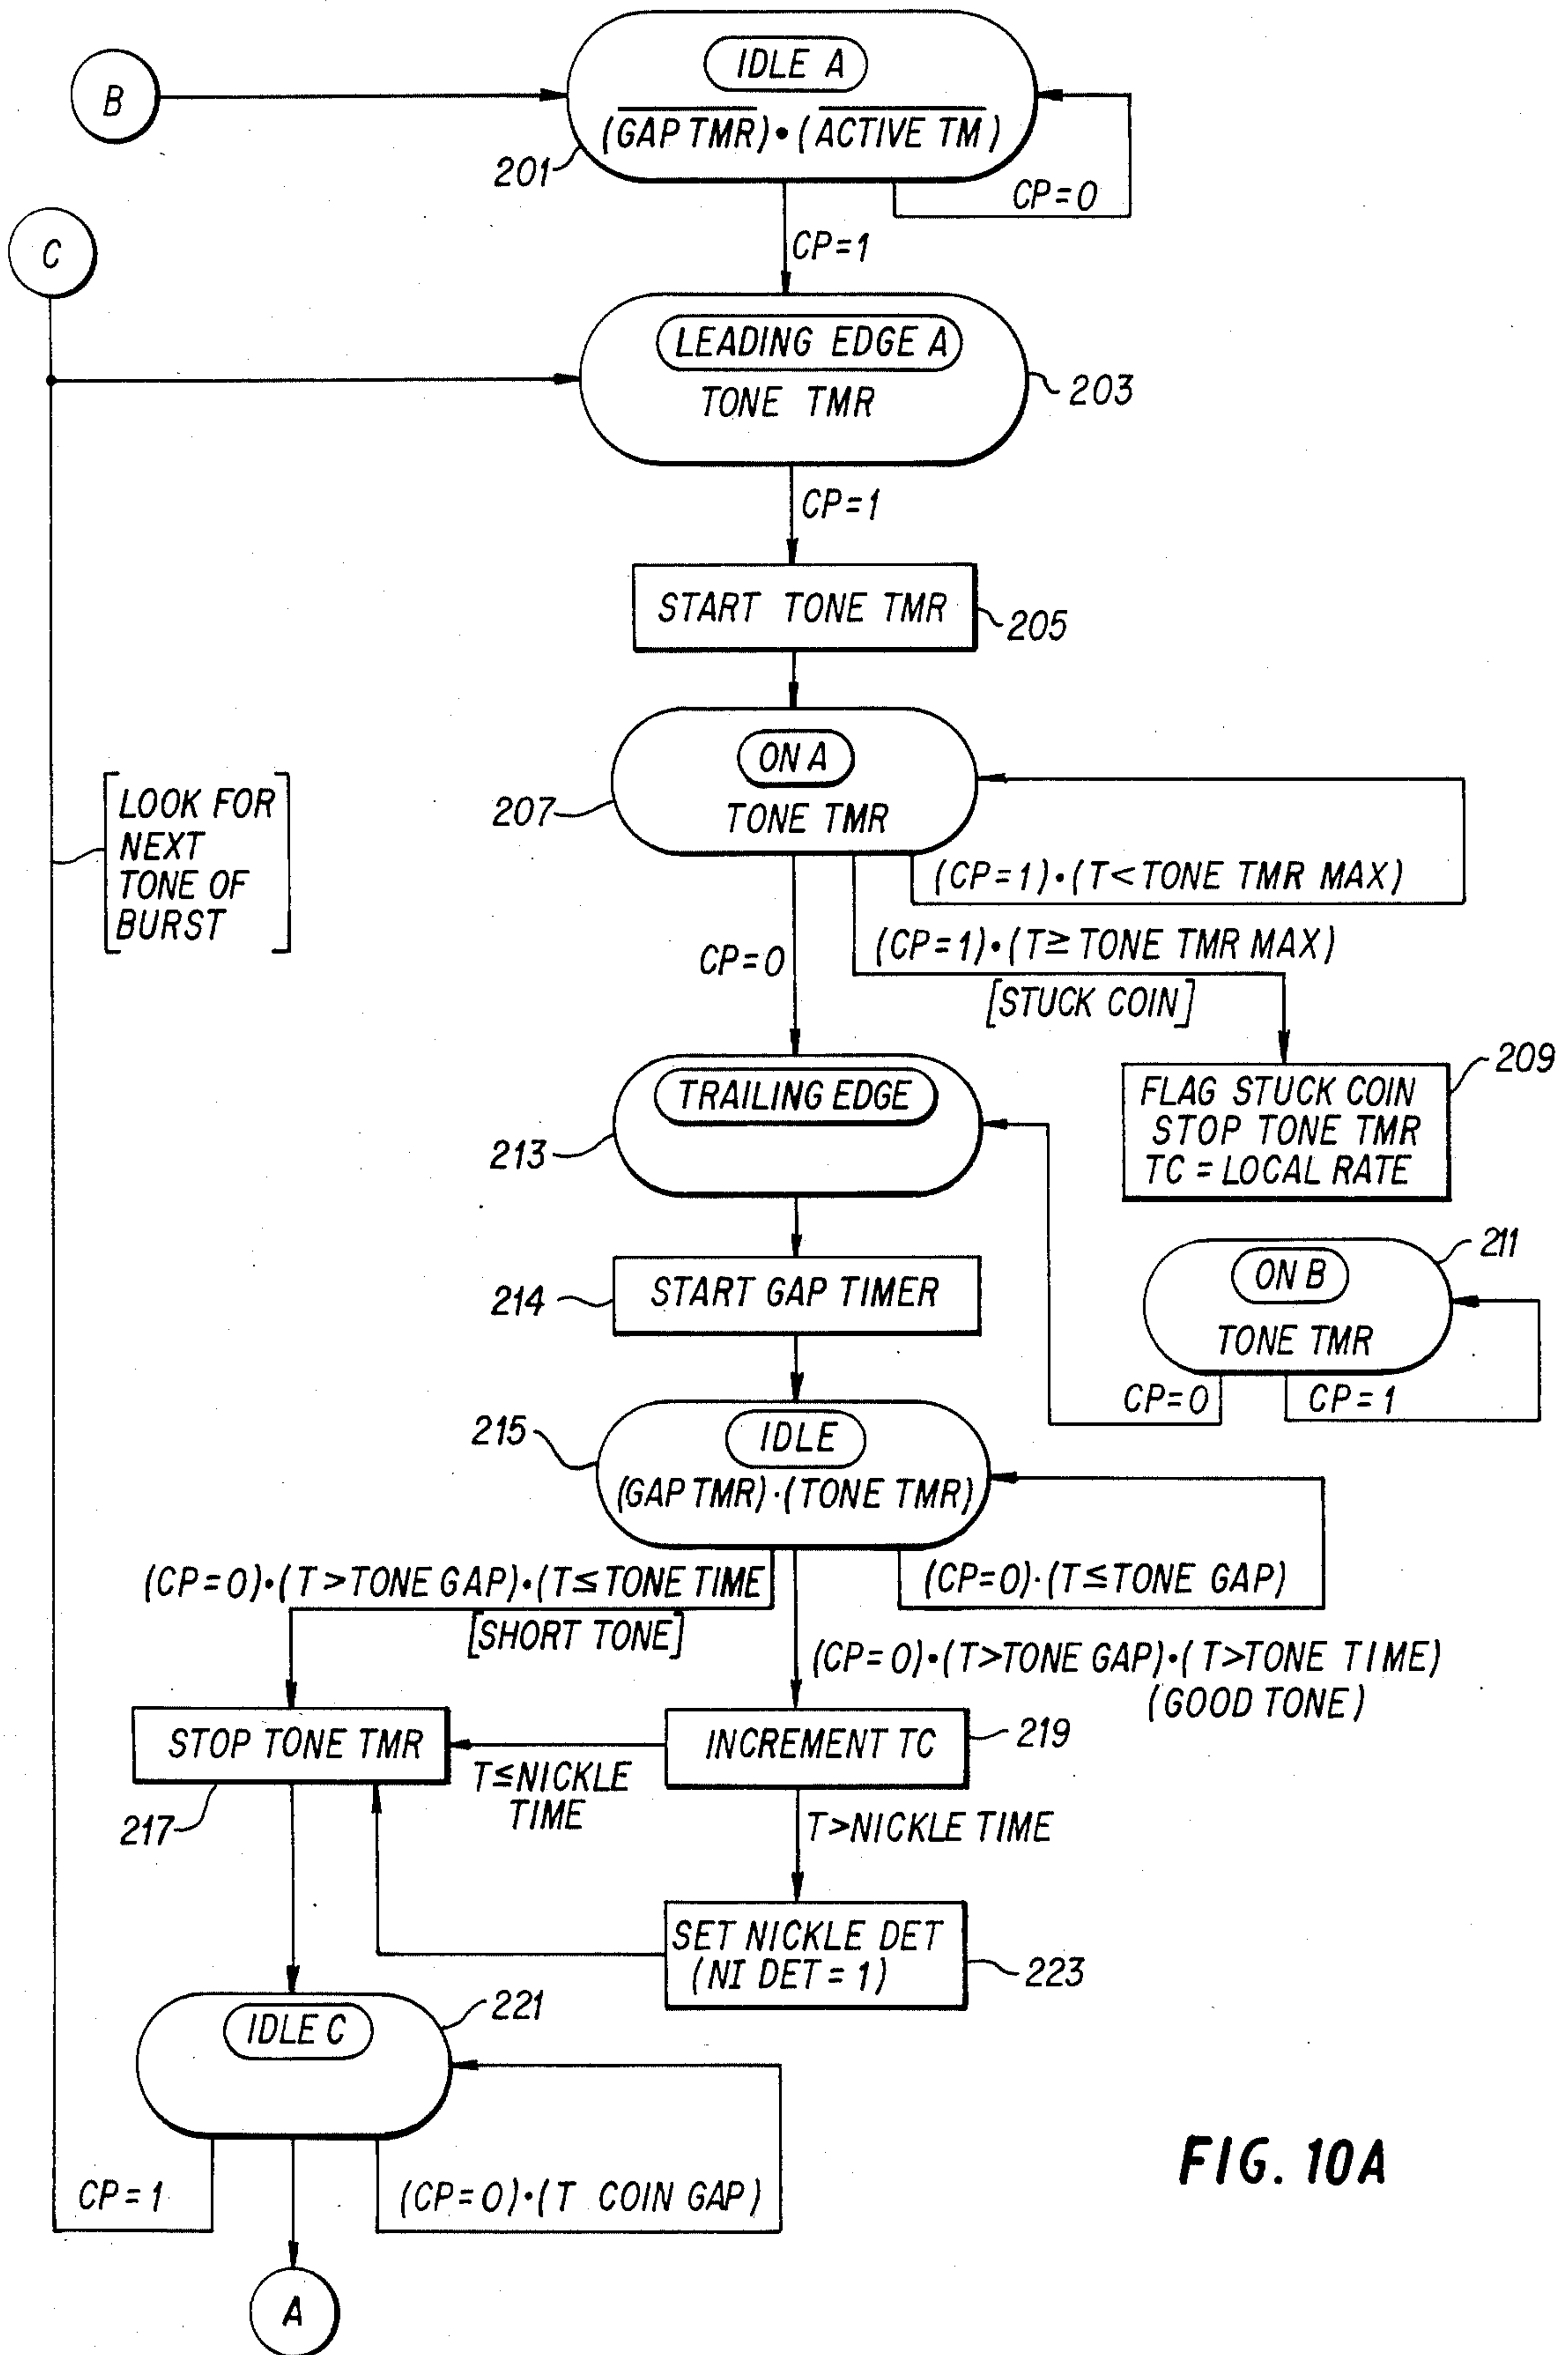 B
IDLE A
(GAP TMR)•(ACTIVE TM)
201
CP=0
C
CP=1
LEADING EDGE A
TONE TMR
203
CP=1
START TONE TMR
205
ON A
TONE TMR
207
[LOOK FOR
NEXT
TONE OF
BURST]
(CP=1)•(T<TONE TMR MAX)
CP=0
(CP=1)•(T≥TONE TMR MAX)
[STUCK COIN]
TRAILING EDGE
213
209
FLAG STUCK COIN
STOP TONE TMR
TC = LOCAL RATE
START GAP TIMER
214
211
ON B
TONE TMR
CP=0
CP=1
215
IDLE
(GAP TMR)·(TONE TMR)
(CP=0)•(T>TONE GAP)•(T≤TONE TIME
[SHORT TONE]
(CP=0)·(T≤TONE GAP)
(CP=0)•(T>TONE GAP)•(T>TONE TIME)
(GOOD TONE)
STOP TONE TMR
217
INCREMENT TC
219
T≤NICKLE
TIME
T>NICKLE TIME
SET NICKLE DET
(NI DET = 1)
223
IDLE C
221
CP=1
(CP=0)•(T COIN GAP)
A
FIG. 10A